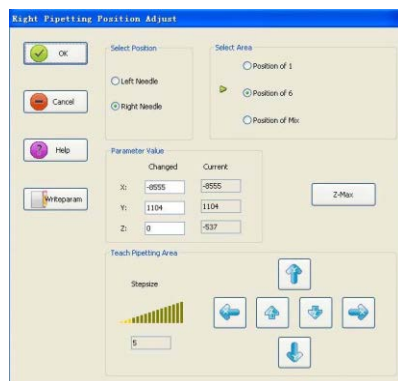 Right Pipetting Position Adjust
OK
Cancel
Help
Writeparam
Select Position
Left Needle
Right Needle
Select Area
Position of 1
Position of 6
Position of Mix
Parameter Value
Changed Current
X: -8555 -8555
Y: 1104 1104
Z: 0 -537
Z-Max
Teach Pipetting Area
Stepsize
5